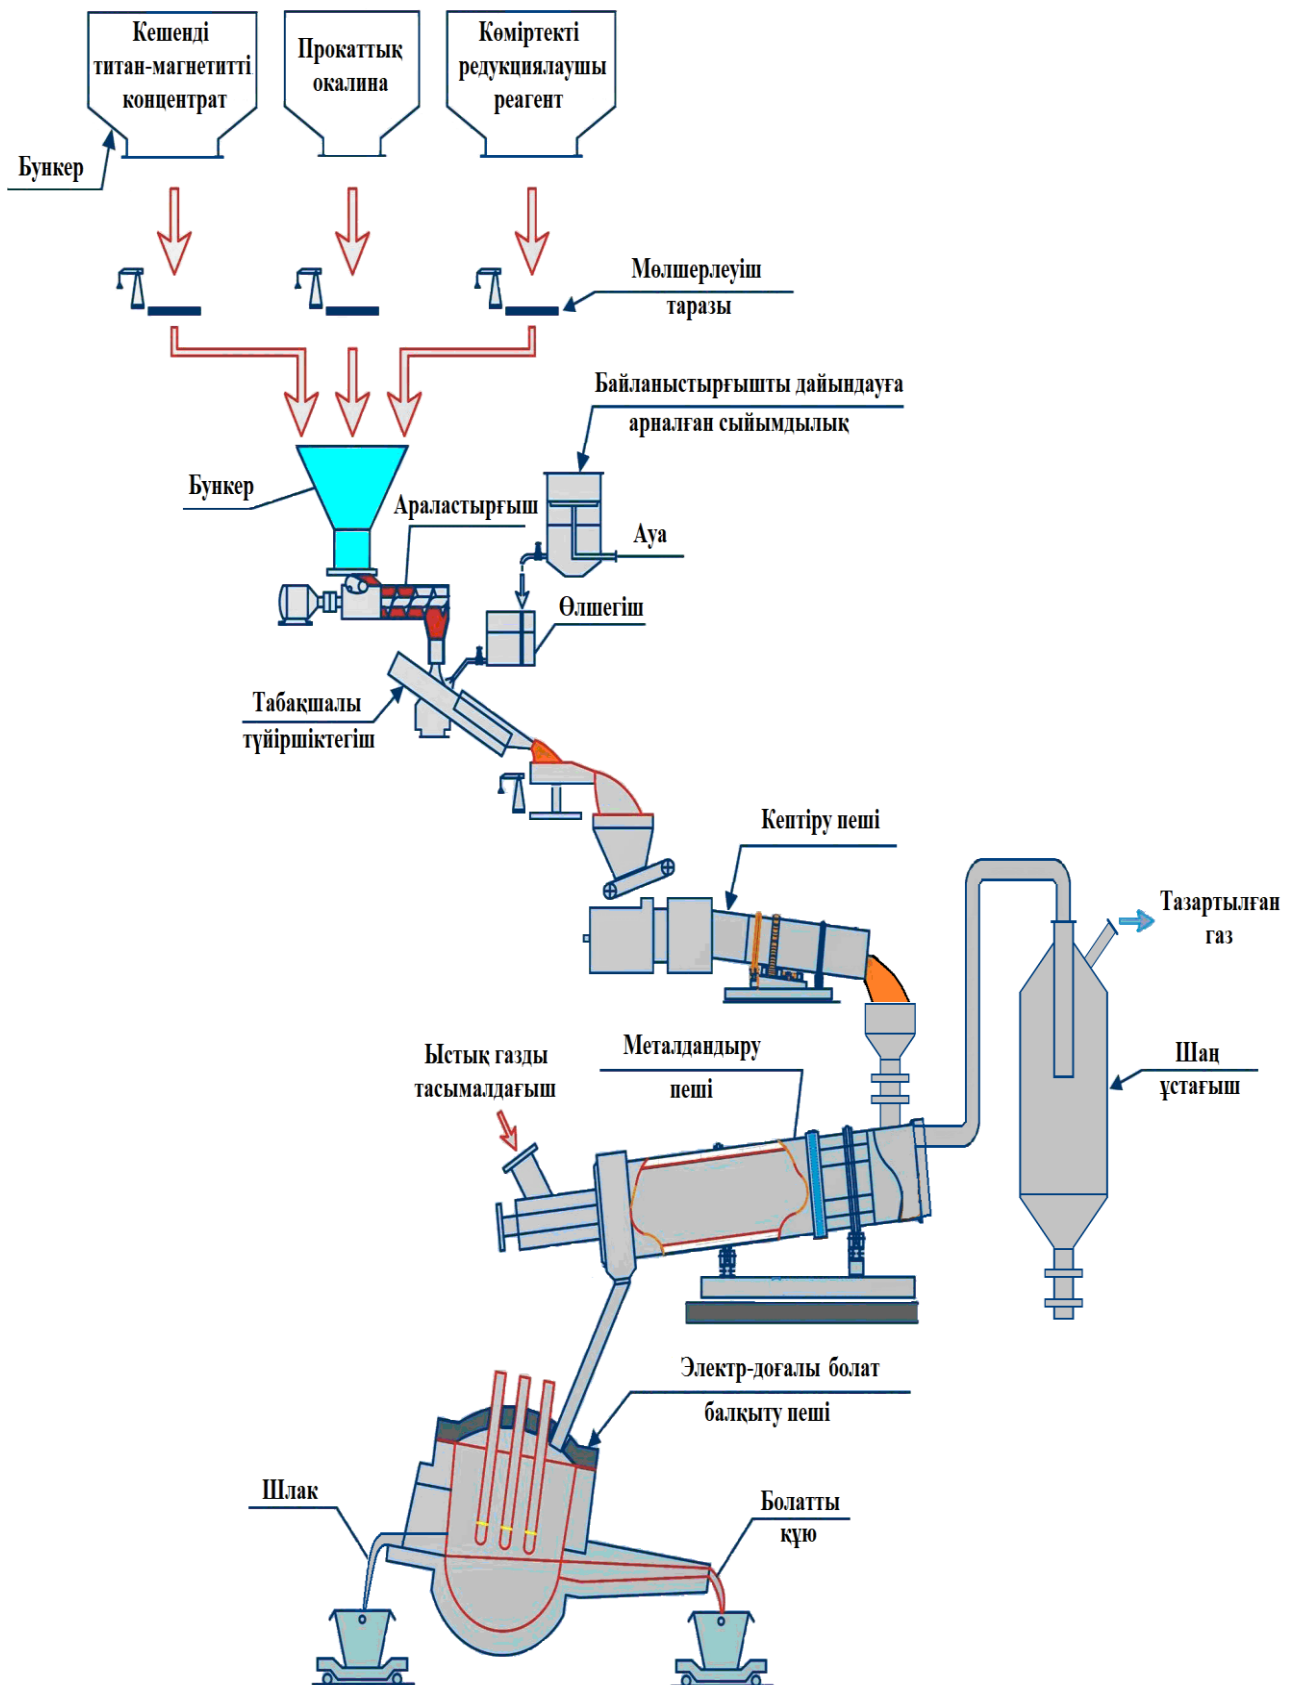 Кешенді
титан-магнетитті
концентрат
Прокаттық
окалина
Көміртекті
редукциялаушы
реагент
Бункер
Мөлшерлеуіш
таразы
Байланыстырғышты дайындауға
арналған сыйымдылық
Бункер
Араластырғыш
Ауа
Өлшегіш
Табақшалы
түйіршіктегіш
Кептіру пеші
Тазартылған
газ
Ыстық газды
тасымалдағыш
Металдандыру
пеші
Шаң
ұстағыш
Электр-доғалы болат
балқыту пеші
Шлак
Болатты
құю